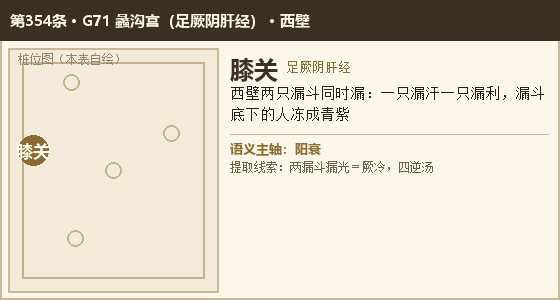 第354条·G71 蠡沟宫（足厥阴肝经）·西壁
桩位图（本表自绘）
膝关
膝关 足厥阴肝经
西壁两只漏斗同时漏：一只漏汗一只漏利，漏斗
底下的人冻成青紫
语义主轴：阳衰
提取线索：两漏斗漏光＝厥冷，四逆汤